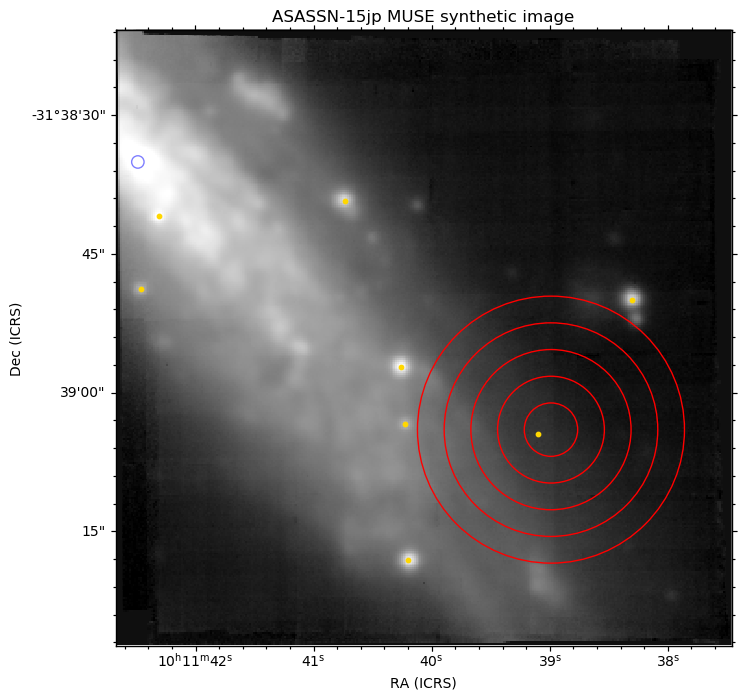 ASASSN-15jp MUSE synthetic image
-31°38'30"
45"
39'00"
15"
Dec (ICRS)
10ʰ11ᵐ42ˢ
41ˢ
40ˢ
39ˢ
38ˢ
RA (ICRS)